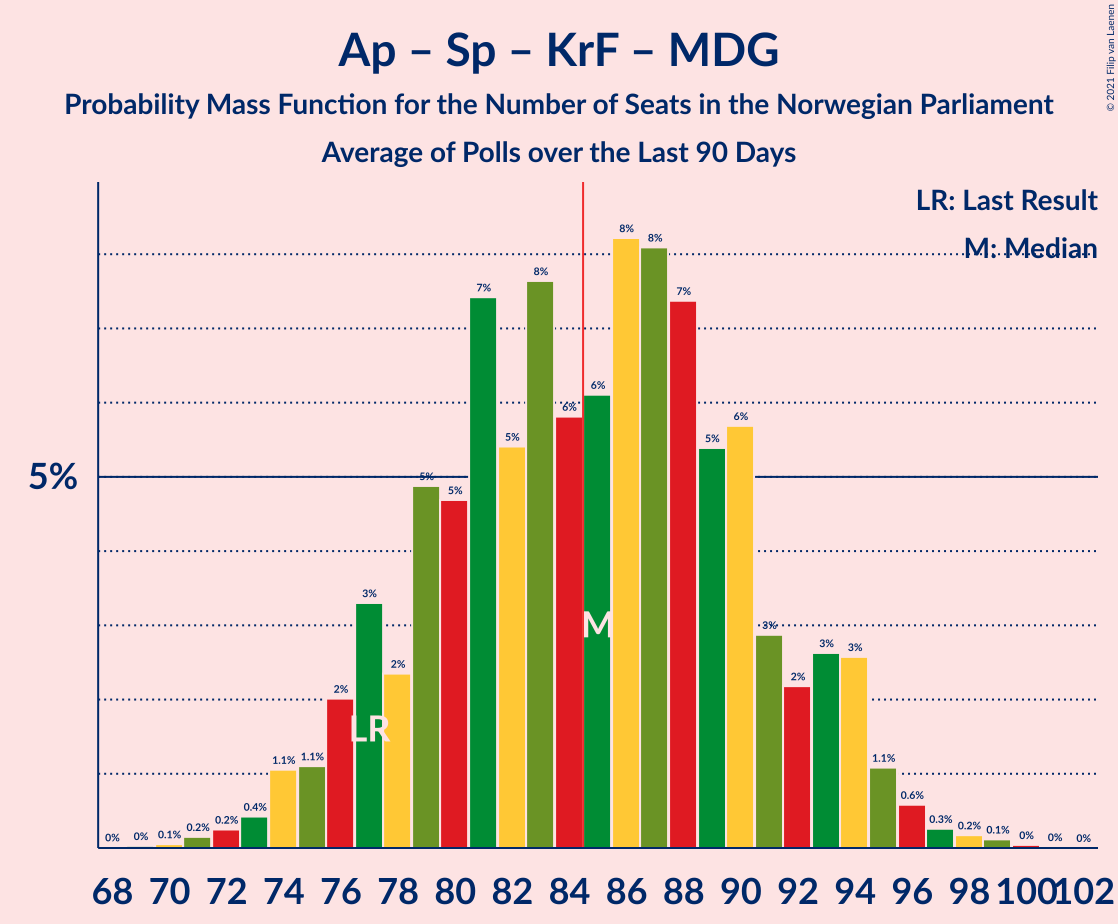 Ap – Sp – KrF – MDG
Probability Mass Function for the Number of Seats in the Norwegian Parliament
Average of Polls over the Last 90 Days
© 2021 Filip van Laenen
LR: Last Result
M: Median
5%
0% 0% 0.1% 0.2% 0.2% 0.4% 1.1% 1.1% 2% 3% 2% 5% 5% 7% 5% 8% 6% 6% 8% 8% 7% 5% 6% 3% 2% 3% 3% 1.1% 0.6% 0.3% 0.2% 0.1% 0% 0% 0%
M
LR
68 70 72 74 76 78 80 82 84 86 88 90 92 94 96 98 100 102